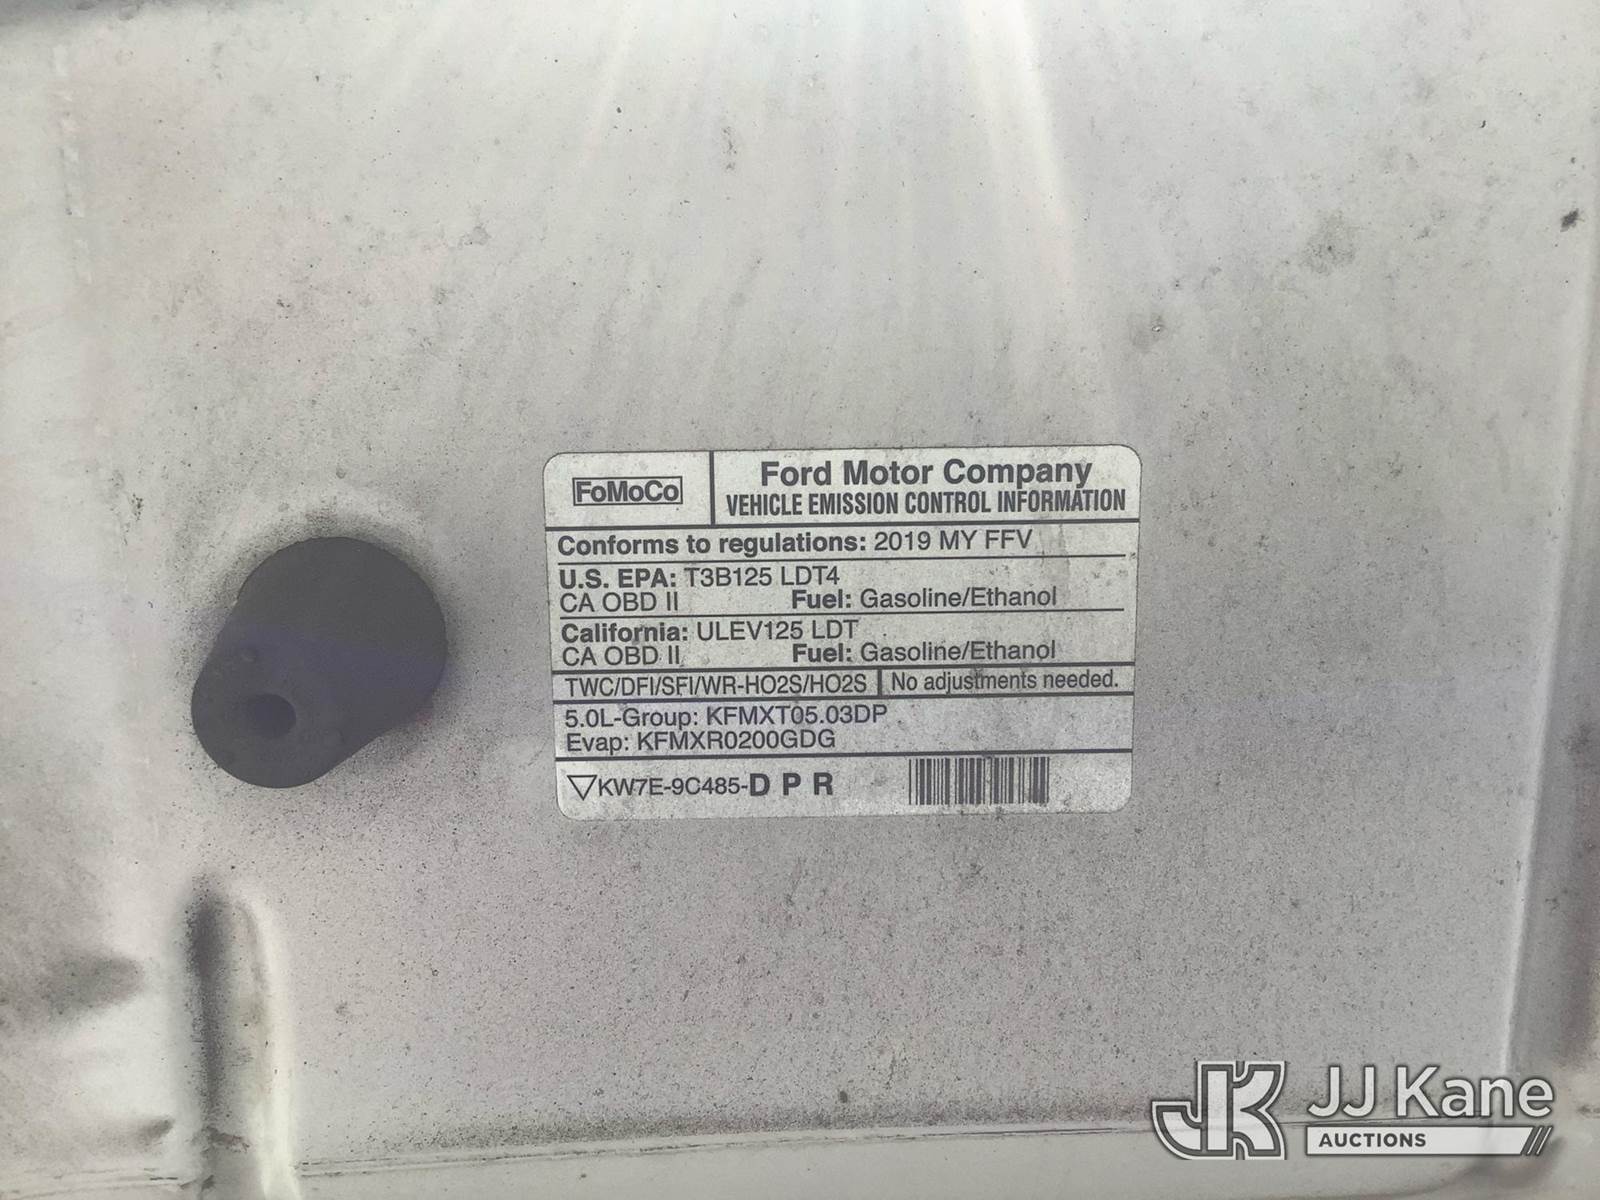 FoMoCo
Ford Motor Company
VEHICLE EMISSION CONTROL INFORMATION
Conforms to regulations: 2019 MY FFV
U.S. EPA: T3B125 LDT4
CA OBD II Fuel: Gasoline/Ethanol
California: ULEV125 LDT
CA OBD II Fuel: Gasoline/Ethanol
TWC/DFI/SFI/WR-HO2S/HO2S No adjustments needed.
5.0L-Group: KFMXT05.03DP
Evap: KFMXR0200GDG
KW7E-9C485-D P R
JK JJ Kane
AUCTIONS